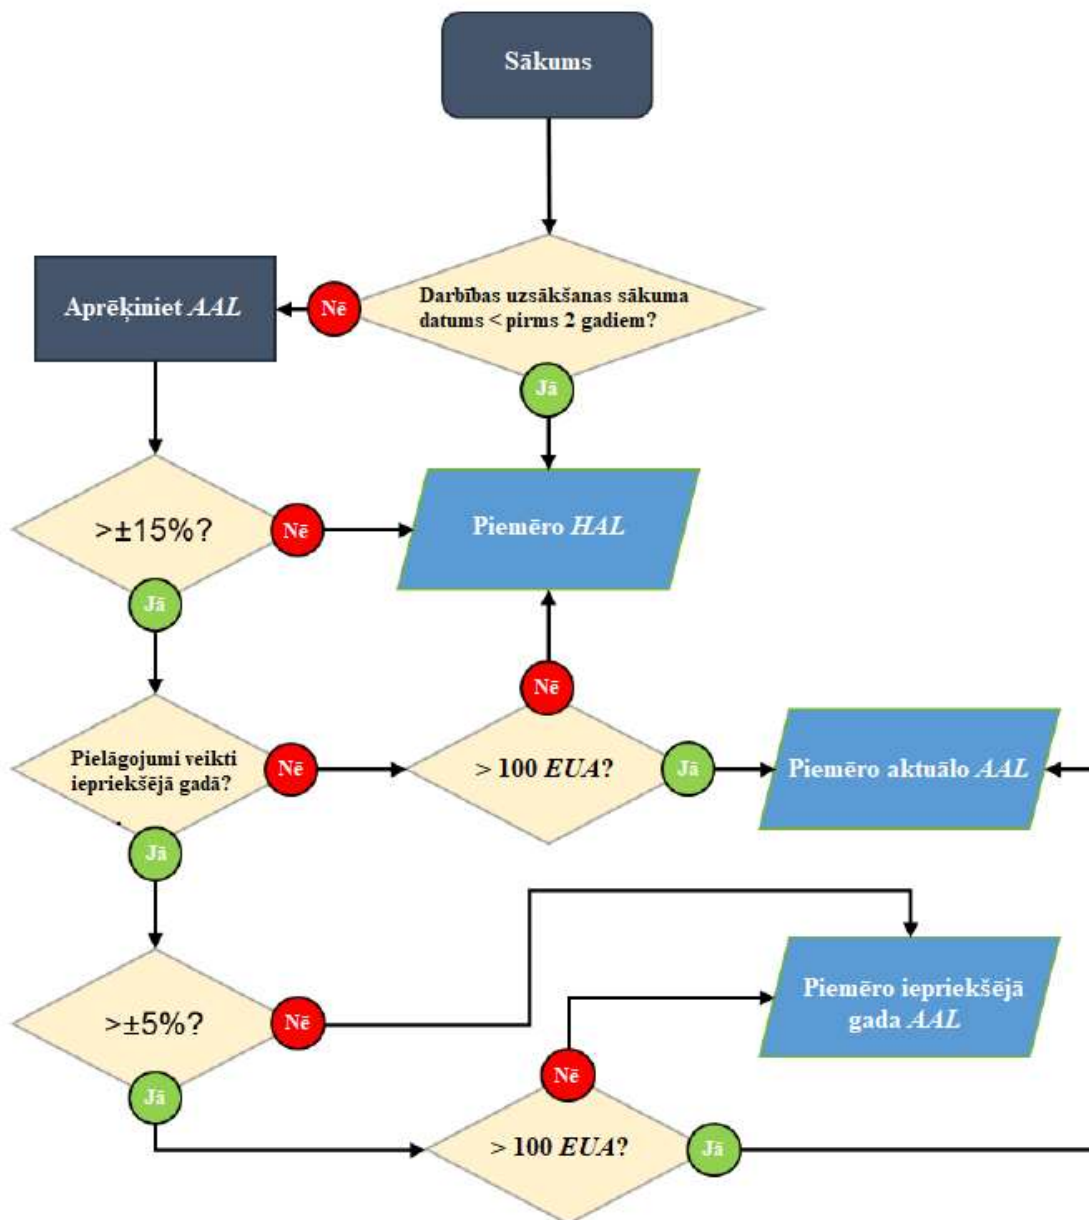 Sākums
Darbības uzsākšanas sākuma
datums < pirms 2 gadiem?
Nē
Aprēķiniet AAL
Jā
>±15%?
Nē
Piemēro HAL
Jā
Nē
Pielāgojumi veikti
iepriekšējā gadā?
Nē
> 100 EUA?
Jā
Piemēro aktuālo AAL
Jā
Piemēro iepriekšējā
gada AAL
>±5%?
Nē
Nē
Jā
> 100 EUA?
Jā